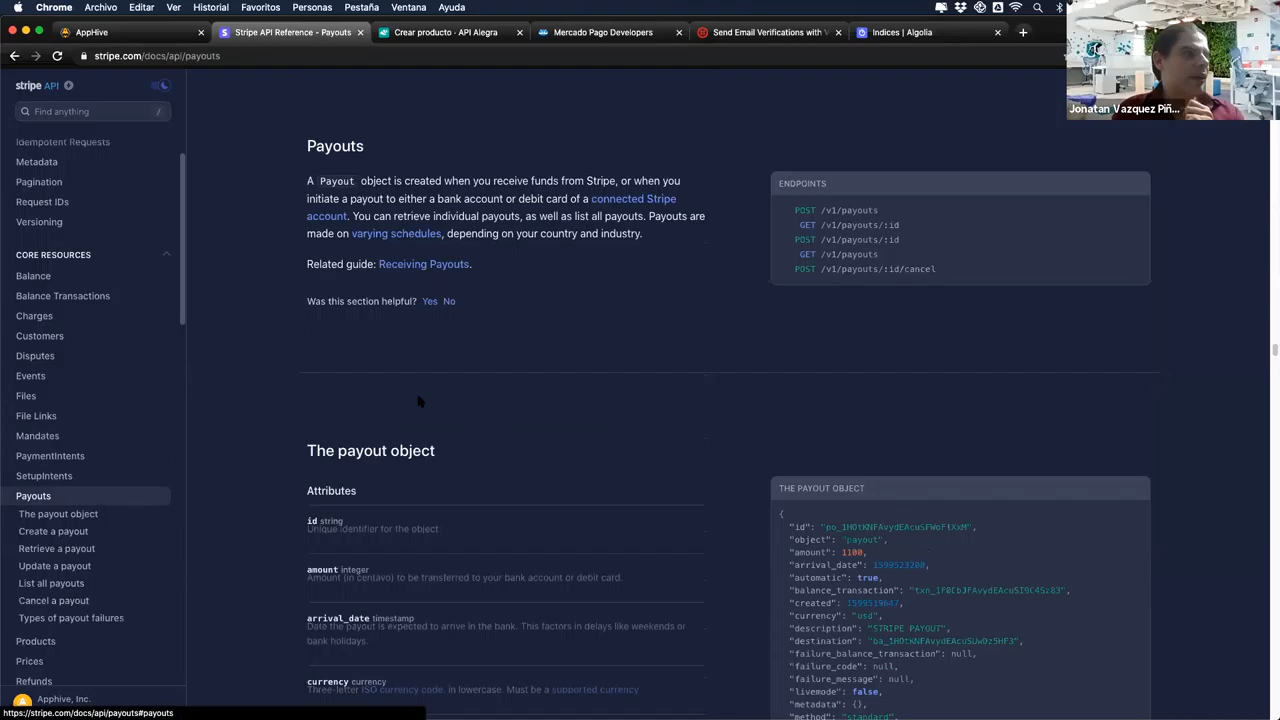 Chrome Archivo Editar Ver Historial Favoritos Personas Pestaña Ventana Ayuda
AppHive
Stripe API Reference - Payouts
Crear producto · API Alegra
Mercado Pago Developers
Send Email Verifications with V
Indices | Algolia
stripe.com/docs/api/payouts
stripe API
Find anything /
Idempotent Requests
Metadata
Pagination
Request IDs
Versioning
CORE RESOURCES
Balance
Balance Transactions
Charges
Customers
Disputes
Events
Files
File Links
Mandates
PaymentIntents
SetupIntents
Payouts
The payout object
Create a payout
Retrieve a payout
Update a payout
List all payouts
Cancel a payout
Types of payout failures
Products
Prices
Refunds
Apphive, Inc.
https://stripe.com/docs/api/payouts#payouts
Payouts
A Payout object is created when you receive funds from Stripe, or when you
initiate a payout to either a bank account or debit card of a connected Stripe
account. You can retrieve individual payouts, as well as list all payouts. Payouts are
made on varying schedules, depending on your country and industry.
Related guide: Receiving Payouts.
Was this section helpful? Yes No
ENDPOINTS
POST /v1/payouts
GET /v1/payouts/:id
POST /v1/payouts/:id
GET /v1/payouts
POST /v1/payouts/:id/cancel
The payout object
Attributes
id string
Unique identifier for the object
amount integer
Amount (in centavo) to be transferred to your bank account or debit card.
arrival_date timestamp
Date the payout is expected to arrive in the bank. This factors in delays like weekends or
bank holidays.
currency currency
Three-letter ISO currency code, in lowercase. Must be a supported currency
THE PAYOUT OBJECT
{
"id":
"object": "payout",
"amount": 1100,
"arrival_date": 1599523200,
"automatic": true,
"balance_transaction":
"created": 1599519647,
"currency": "usd",
"description": "STRIPE PAYOUT",
"destination":
"failure_balance_transaction": null,
"failure_code": null,
"failure_message": null,
"livemode": false,
"metadata": {},
"method": "standard"
Jonatan Vazquez Piñ...